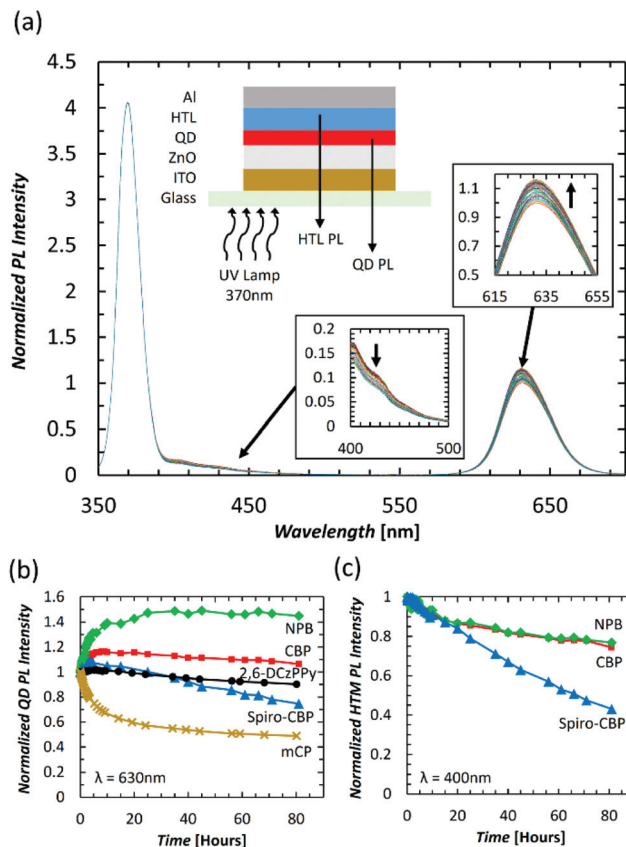 (a)
4.5
4
3.5
3
2.5
2
1.5
1
0.5
0
Normalized PL Intensity
350
450
550
650
Wavelength [nm]
Al
HTL
QD
ZnO
ITO
Glass
UV Lamp
370nm
HTL PL
QD PL
0.2
0.15
0.1
0.05
0
400
500
1.1
0.9
0.7
0.5
615
635
655
(b)
1.6
1.4
1.2
1
0.8
0.6
0.4
0.2
0
Normalized QD PL Intensity
NPB
CBP
2,6-DCzPPy
Spiro-CBP
mCP
λ = 630nm
0
20
40
60
80
Time [Hours]
(c)
1
0.8
0.6
0.4
0.2
0
Normalized HTM PL Intensity
NPB
CBP
Spiro-CBP
λ = 400nm
0
20
40
60
80
Time [Hours]